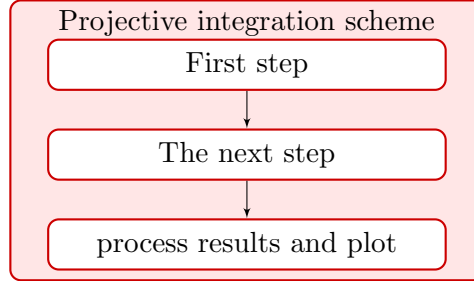 Projective integration scheme
First step
The next step
process results and plot